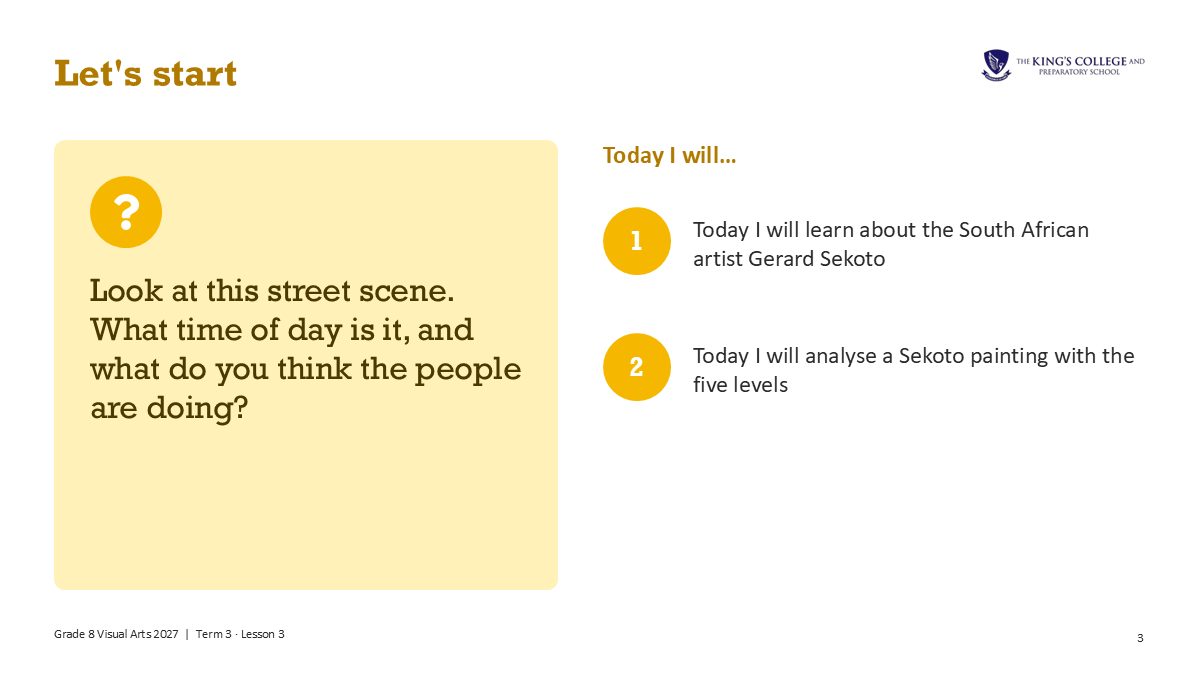 Let's start
THE KING'S COLLEGE AND
PREPARATORY SCHOOL
?
Look at this street scene.
What time of day is it, and
what do you think the people
are doing?
Today I will...
1
Today I will learn about the South African
artist Gerard Sekoto
2
Today I will analyse a Sekoto painting with the
five levels
Grade 8 Visual Arts 2027 | Term 3 · Lesson 3
3